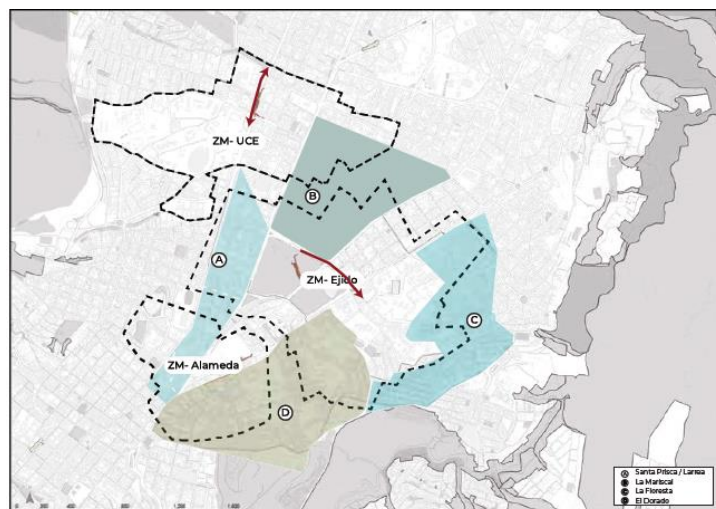 ZM- UCE
B
A
ZM- Ejido
C
ZM- Alameda
D
A Santa Prisca / Larrea
B La Mariscal
C La Floresta
D El Dorado